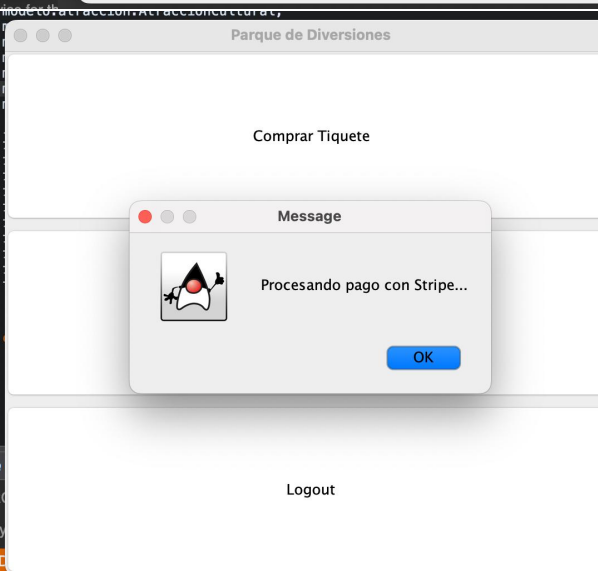 modelo.atraccion.AtraccionCultural;
Parque de Diversiones
Comprar Tiquete
Message
Procesando pago con Stripe...
OK
Logout